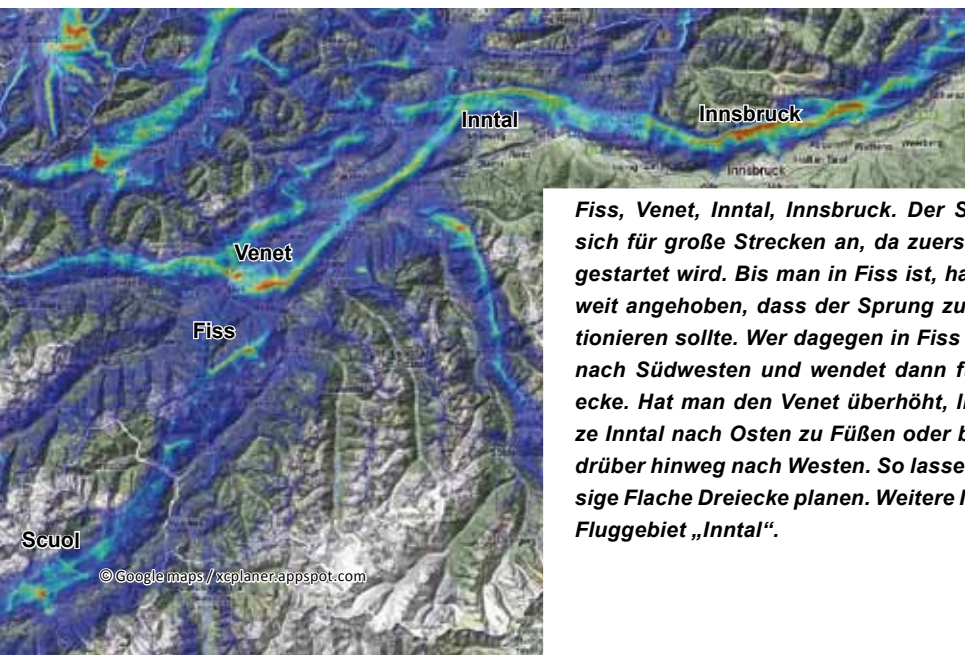 Inntal
Innsbruck
Innsbruck
Venet
Fiss
Scuol
© Google maps / xcplaner.appspot.com
Fiss, Venet, Inntal, Innsbruck. Der S
sich für große Strecken an, da zuers
gestartet wird. Bis man in Fiss ist, ha
weit angehoben, dass der Sprung zu
tionieren sollte. Wer dagegen in Fiss
nach Südwesten und wendet dann f
ecke. Hat man den Venet überhöht, l
ze Inntal nach Osten zu Füßen oder b
drüber hinweg nach Westen. So lasse
sige Flache Dreiecke planen. Weitere I
Fluggebiet „Inntal“.